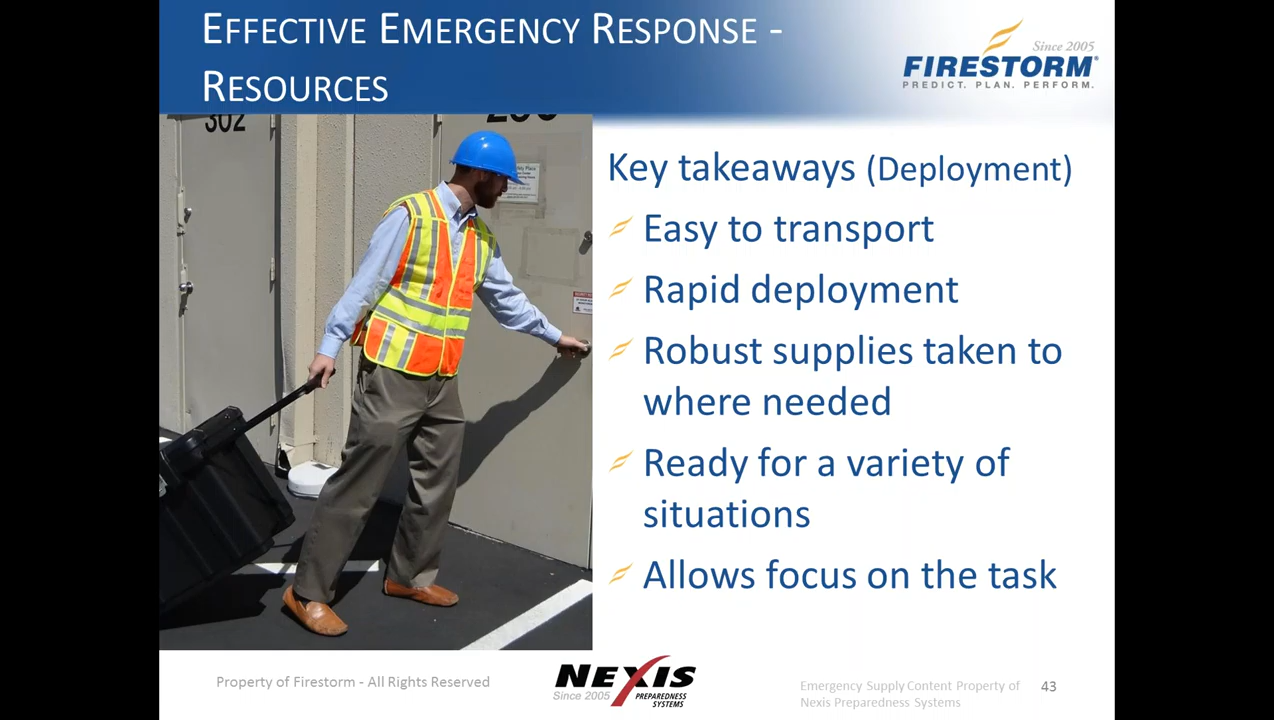 EFFECTIVE EMERGENCY RESPONSE -
RESOURCES
Since 2005
FIRESTORM®
PREDICT. PLAN. PERFORM.
302
Key takeaways (Deployment)
Easy to transport
Rapid deployment
Robust supplies taken to
where needed
Ready for a variety of
situations
Allows focus on the task
Property of Firestorm - All Rights Reserved
NEXIS
Since 2005
PREPAREDNESS
SYSTEMS
Emergency Supply Content Property of
Nexis Preparedness Systems
43